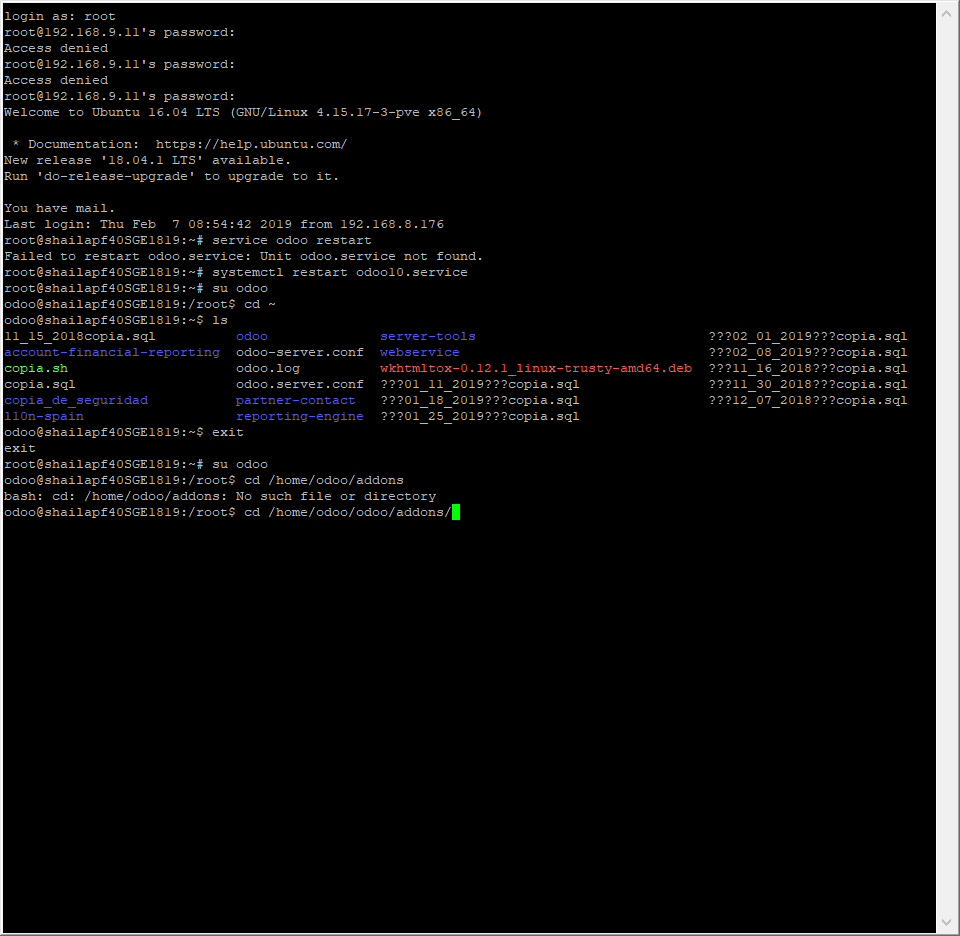 login as: root
root@192.168.9.11's password:
Access denied
root@192.168.9.11's password:
Access denied
root@192.168.9.11's password:
Welcome to Ubuntu 16.04 LTS (GNU/Linux 4.15.17-3-pve x86_64)
 * Documentation:  https://help.ubuntu.com/
New release '18.04.1 LTS' available.
Run 'do-release-upgrade' to upgrade to it.
You have mail.
Last login: Thu Feb  7 08:54:42 2019 from 192.168.8.176
root@shailapf40SGE1819:~# service odoo restart
Failed to restart odoo.service: Unit odoo.service not found.
root@shailapf40SGE1819:~# systemctl restart odoo10.service
root@shailapf40SGE1819:~# su odoo
odoo@shailapf40SGE1819:/root$ cd ~
odoo@shailapf40SGE1819:~$ ls
11_15_2018copia.sql          odoo              server-tools                             ???02_01_2019???copia.sql
account-financial-reporting  odoo-server.conf  webservice                               ???02_08_2019???copia.sql
copia.sh                     odoo.log          wkhtmltox-0.12.1_linux-trusty-amd64.deb  ???11_16_2018???copia.sql
copia.sql                    odoo.server.conf  ???01_11_2019???copia.sql                ???11_30_2018???copia.sql
copia_de_seguridad           partner-contact   ???01_18_2019???copia.sql                ???12_07_2018???copia.sql
l10n-spain                   reporting-engine  ???01_25_2019???copia.sql
odoo@shailapf40SGE1819:~$ exit
exit
root@shailapf40SGE1819:~# su odoo
odoo@shailapf40SGE1819:/root$ cd /home/odoo/addons
bash: cd: /home/odoo/addons: No such file or directory
odoo@shailapf40SGE1819:/root$ cd /home/odoo/odoo/addons/